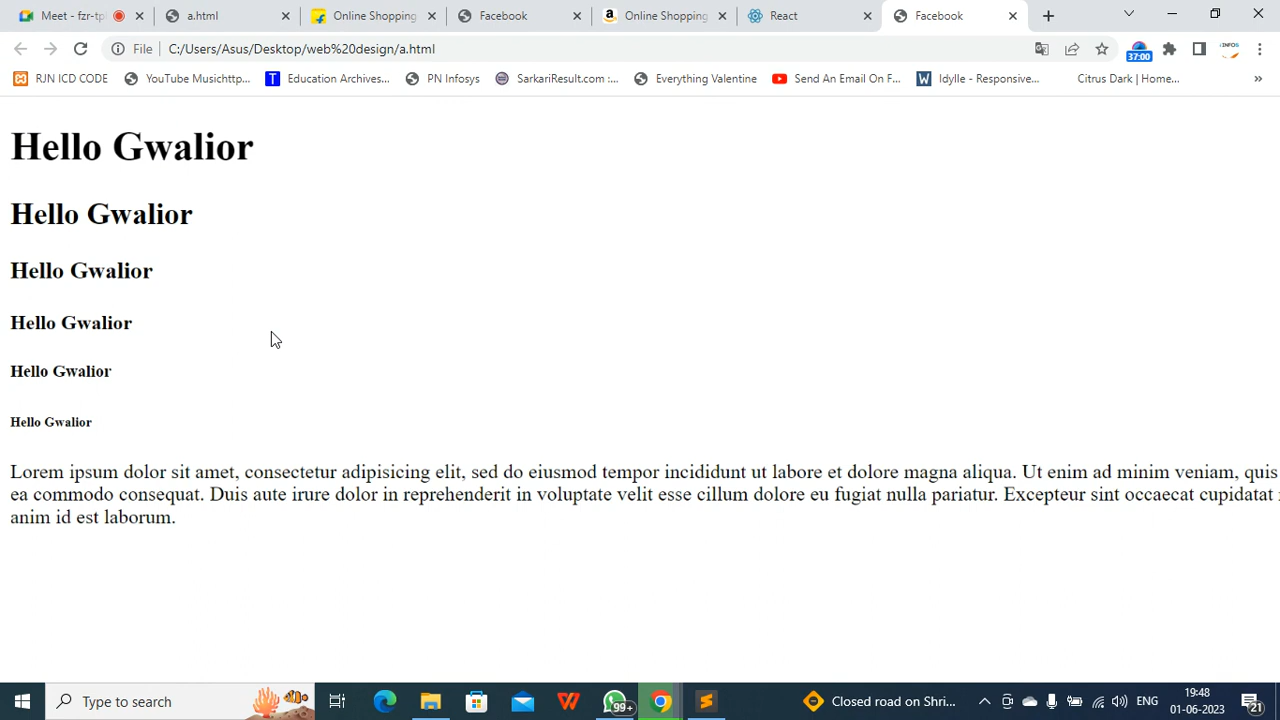 Meet - fzr-tp
a.html
Online Shopping
Facebook
Online Shopping
React
Facebook
File
C:/Users/Asus/Desktop/web%20design/a.html
37:00
RJN ICD CODE
YouTube Musichttp...
Education Archives...
PN Infosys
SarkariResult.com :...
Everything Valentine
Send An Email On F...
Idylle - Responsive...
Citrus Dark | Home...
Hello Gwalior
Hello Gwalior
Hello Gwalior
Hello Gwalior
Hello Gwalior
Hello Gwalior
Lorem ipsum dolor sit amet, consectetur adipisicing elit, sed do eiusmod tempor incididunt ut labore et dolore magna aliqua. Ut enim ad minim veniam, quis
ea commodo consequat. Duis aute irure dolor in reprehenderit in voluptate velit esse cillum dolore eu fugiat nulla pariatur. Excepteur sint occaecat cupidatat
anim id est laborum.
Type to search
99+
Closed road on Shri...
ENG
19:48
01-06-2023
21